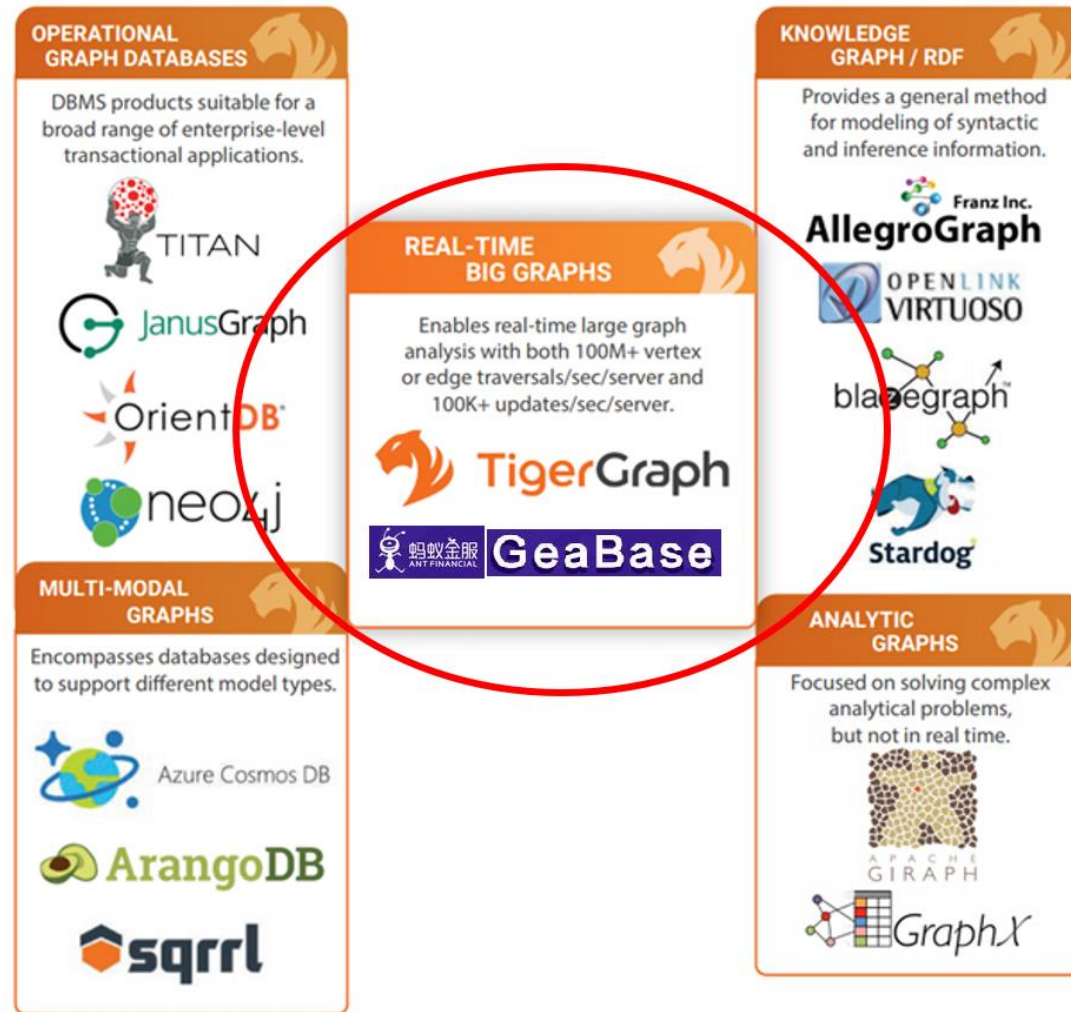 OPERATIONAL
GRAPH DATABASES
DBMS products suitable for a
broad range of enterprise-level
transactional applications.
TITAN
JanusGraph
OrientDB®
neo4j
MULTI-MODAL
GRAPHS
Encompasses databases designed
to support different model types.
Azure Cosmos DB
ArangoDB
sqrrl
REAL-TIME
BIG GRAPHS
Enables real-time large graph
analysis with both 100M+ vertex
or edge traversals/sec/server and
100K+ updates/sec/server.
TigerGraph
蚂蚁金服
ANT FINANCIAL
GeaBase
KNOWLEDGE
GRAPH / RDF
Provides a general method
for modeling of syntactic
and inference information.
Franz Inc.
AllegroGraph
OPENLINK
VIRTUOSO
blazegraph™
Stardog
ANALYTIC
GRAPHS
Focused on solving complex
analytical problems,
but not in real time.
APACHE
GIRAPH
GraphX